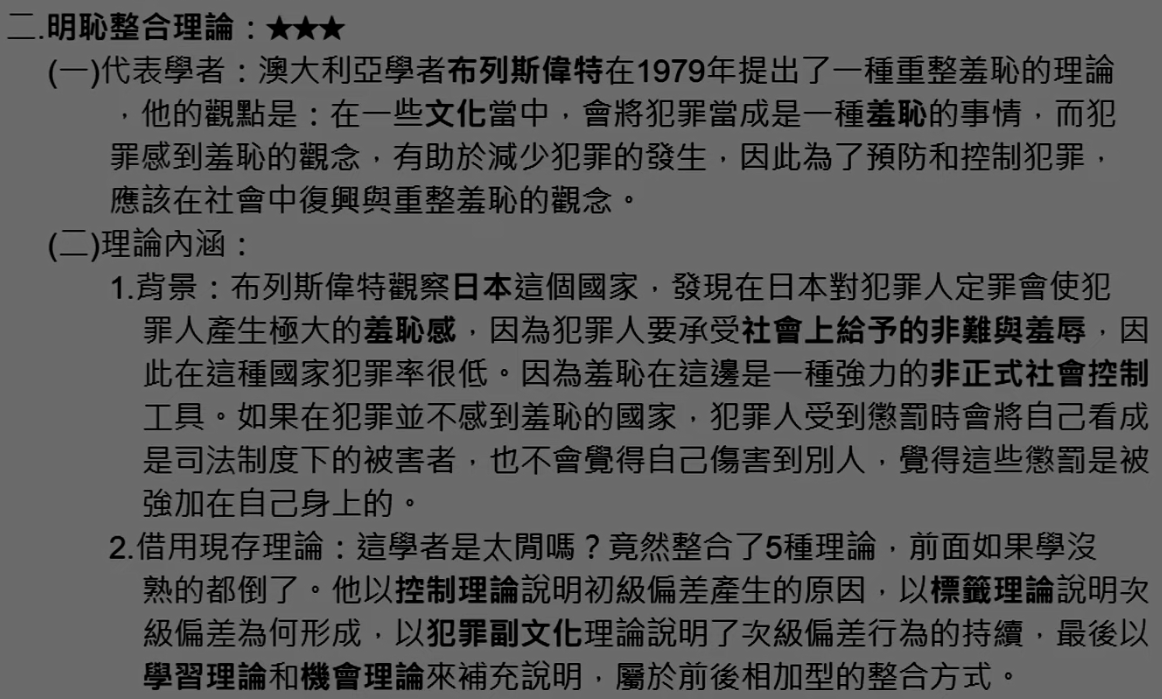 二.明恥整合理論：★★★
(一)代表學者：澳大利亞學者布列斯偉特在1979年提出了一種重整羞恥的理論
，他的觀點是：在一些文化當中，會將犯罪當成是一種羞恥的事情，而犯
罪感到羞恥的觀念，有助於減少犯罪的發生，因此為了預防和控制犯罪，
應該在社會中復興與重整羞恥的觀念。
(二)理論內涵：
1.背景：布列斯偉特觀察日本這個國家，發現在日本對犯罪人定罪會使犯
罪人產生極大的羞恥感，因為犯罪人要承受社會上給予的非難與羞辱，因
此在這種國家犯罪率很低。因為羞恥在這邊是一種強力的非正式社會控制
工具。如果在犯罪並不感到羞恥的國家，犯罪人受到懲罰時會將自己看成
是司法制度下的被害者，也不會覺得自己傷害到別人，覺得這些懲罰是被
強加在自己身上的。
2.借用現存理論：這學者是太閒嗎？竟然整合了5種理論，前面如果學沒
熟的都倒了。他以控制理論說明初級偏差產生的原因，以標籤理論說明次
級偏差為何形成，以犯罪副文化理論說明了次級偏差行為的持續，最後以
學習理論和機會理論來補充說明，屬於前後相加型的整合方式。